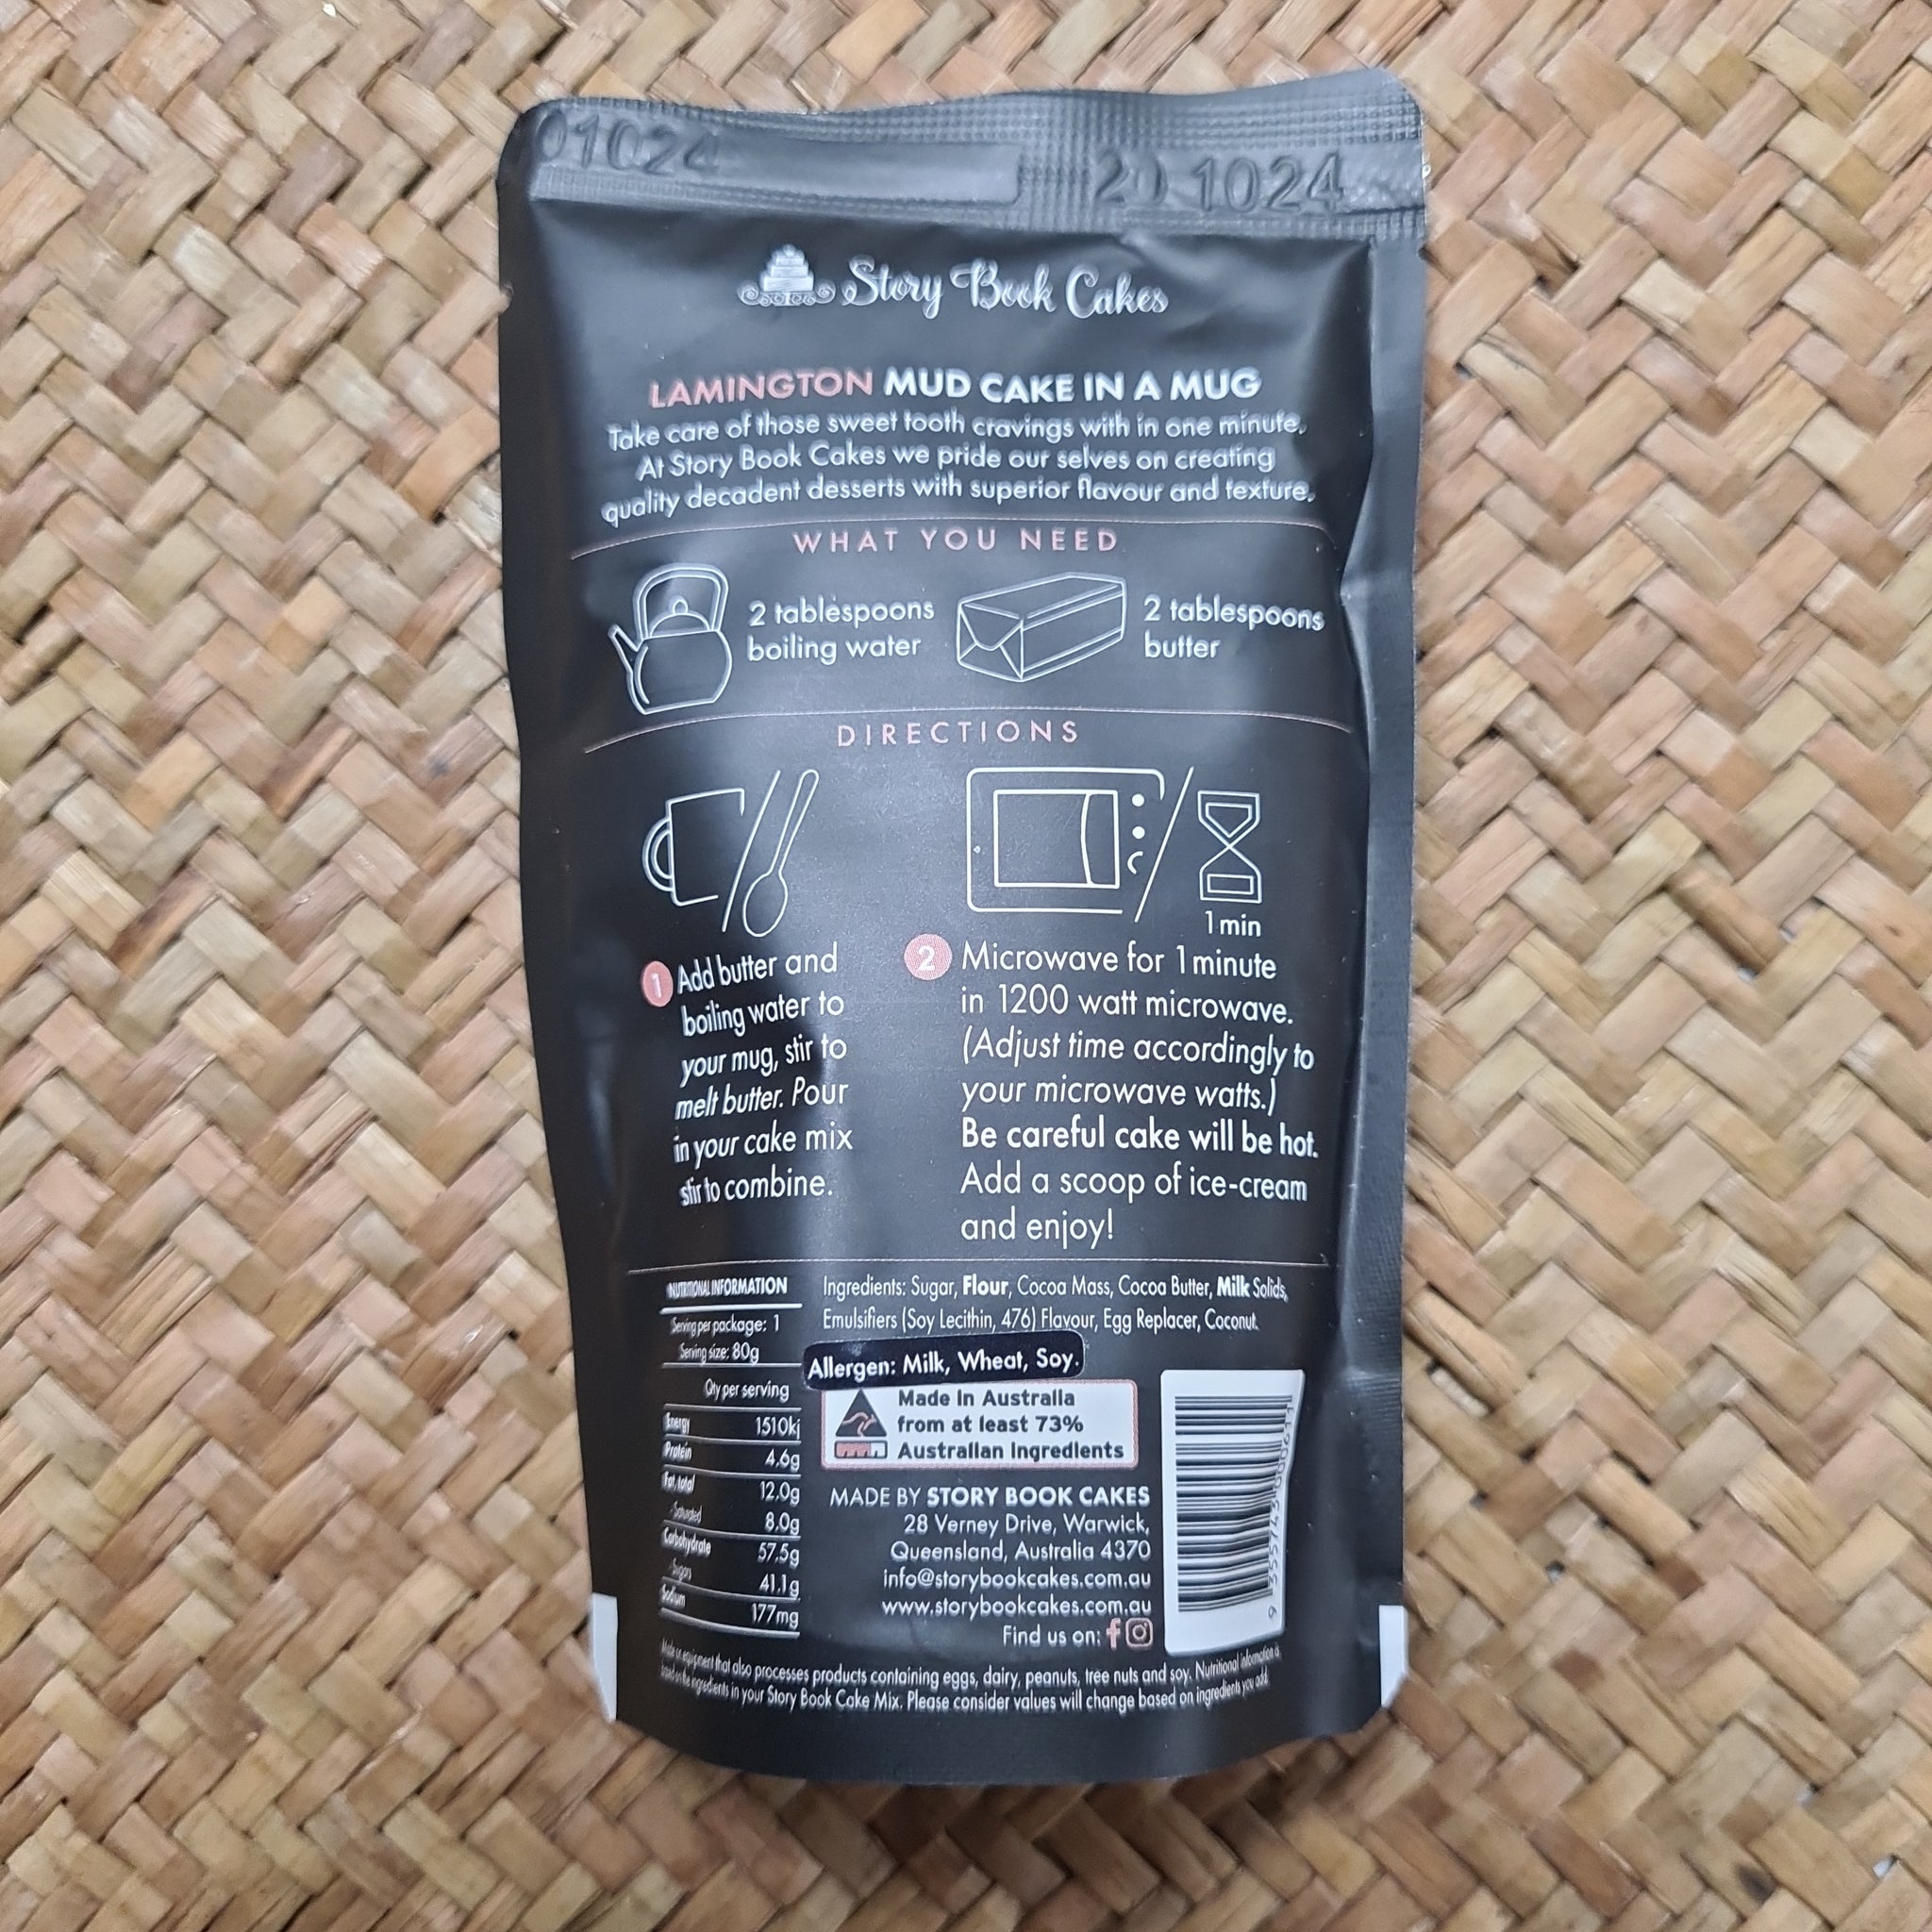 01024
20 1024
Story Book Cakes
LAMINGTON MUD CAKE IN A MUG
Take care of those sweet tooth cravings with in one minute.
At Story Book Cakes we pride our selves on creating
quality decadent desserts with superior flavour and texture.
WHAT YOU NEED
2 tablespoons
boiling water
2 tablespoons
butter
DIRECTIONS
1 Add butter and
boiling water to
your mug, stir to
melt butter. Pour
in your cake mix
stir to combine.
1 min
2 Microwave for 1 minute
in 1200 watt microwave.
(Adjust time accordingly to
your microwave watts.)
Be careful cake will be hot.
Add a scoop of ice-cream
and enjoy!
NUTRITIONAL INFORMATION
Serving per package: 1
Serving size: 80g
Qty per serving
Energy 1510kj
Protein 4.6g
Fat, total 12.0g
- Saturated 8.0g
Carbohydrate 57.5g
- Sugars 41.1g
Sodium 177mg
Ingredients: Sugar, Flour, Cocoa Mass, Cocoa Butter, Milk Solids,
Emulsifiers (Soy Lecithin, 476) Flavour, Egg Replacer, Coconut.
Allergen: Milk, Wheat, Soy.
Made In Australia
from at least 73%
Australian Ingredients
MADE BY STORY BOOK CAKES
28 Verney Drive, Warwick,
Queensland, Australia 4370
info@storybookcakes.com.au
www.storybookcakes.com.au
Find us on:
Made on equipment that also processes products containing eggs, dairy, peanuts, tree nuts and soy. Nutritional information is
based on the ingredients in your Story Book Cake Mix. Please consider values will change based on ingredients you add.